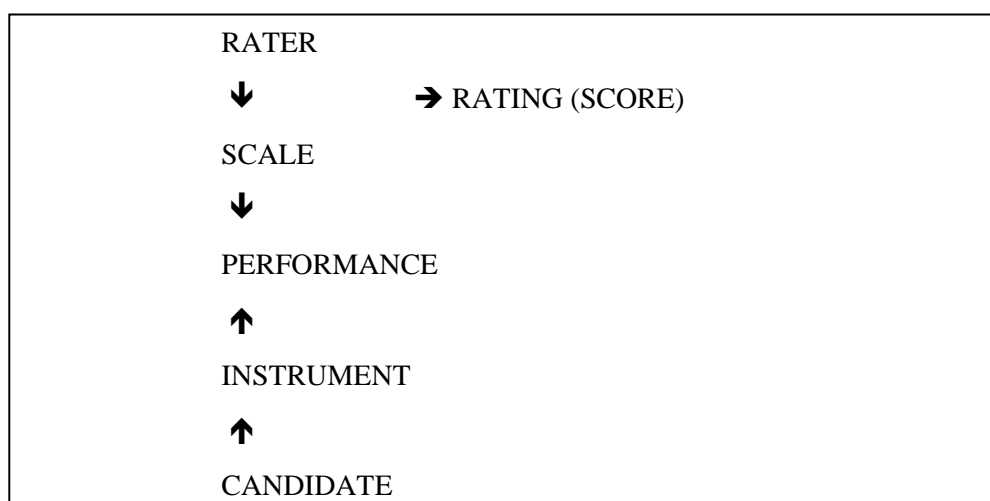 RATER
🡻 🡺 RATING (SCORE)
SCALE
🡻
PERFORMANCE
🡹
INSTRUMENT
🡹
CANDIDATE